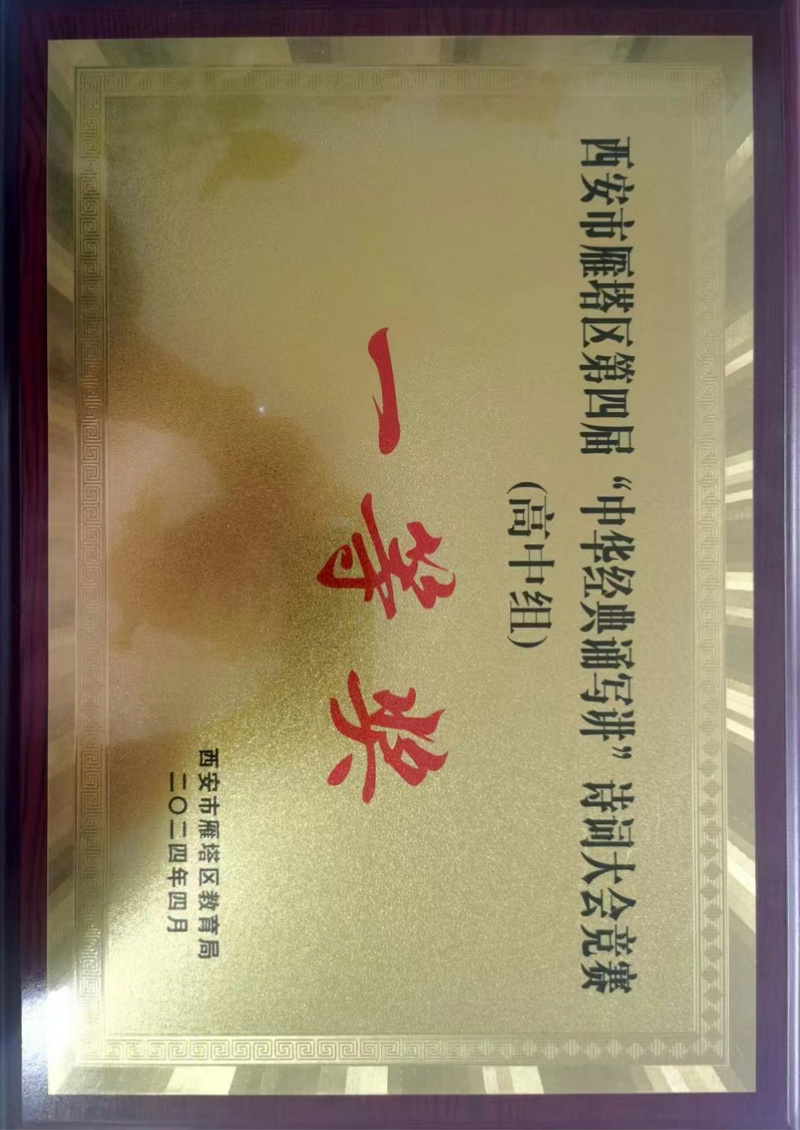 西安市雁塔区第四届“中华经典诵写讲”诗词大会竞赛
(高中组)
一等奖
西安市雁塔区教育局
二〇二四年四月